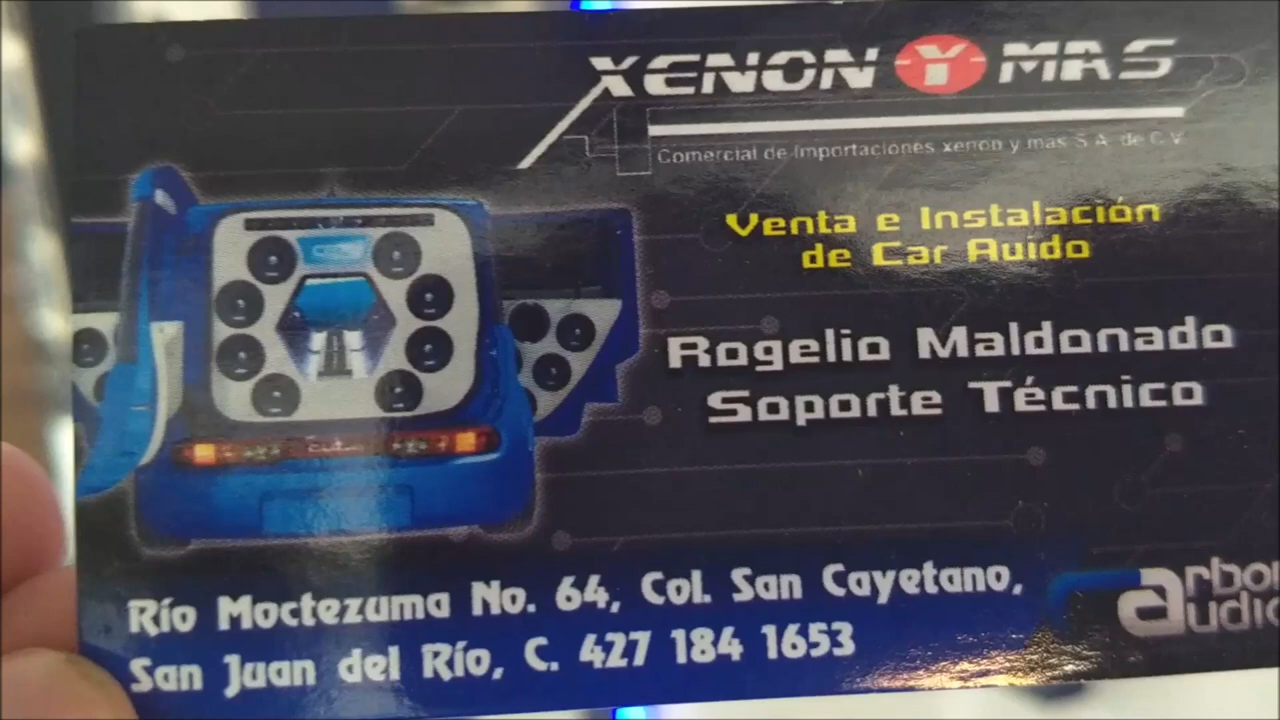 XENON Y MAS
Comercial de Importaciones xenon y mas S.A. de C.V.
Venta e Instalación
de Car Auido
Rogelio Maldonado
Soporte Técnico
Río Moctezuma No. 64, Col. San Cayetano,
San Juan del Río, C. 427 184 1653
arbon
audio